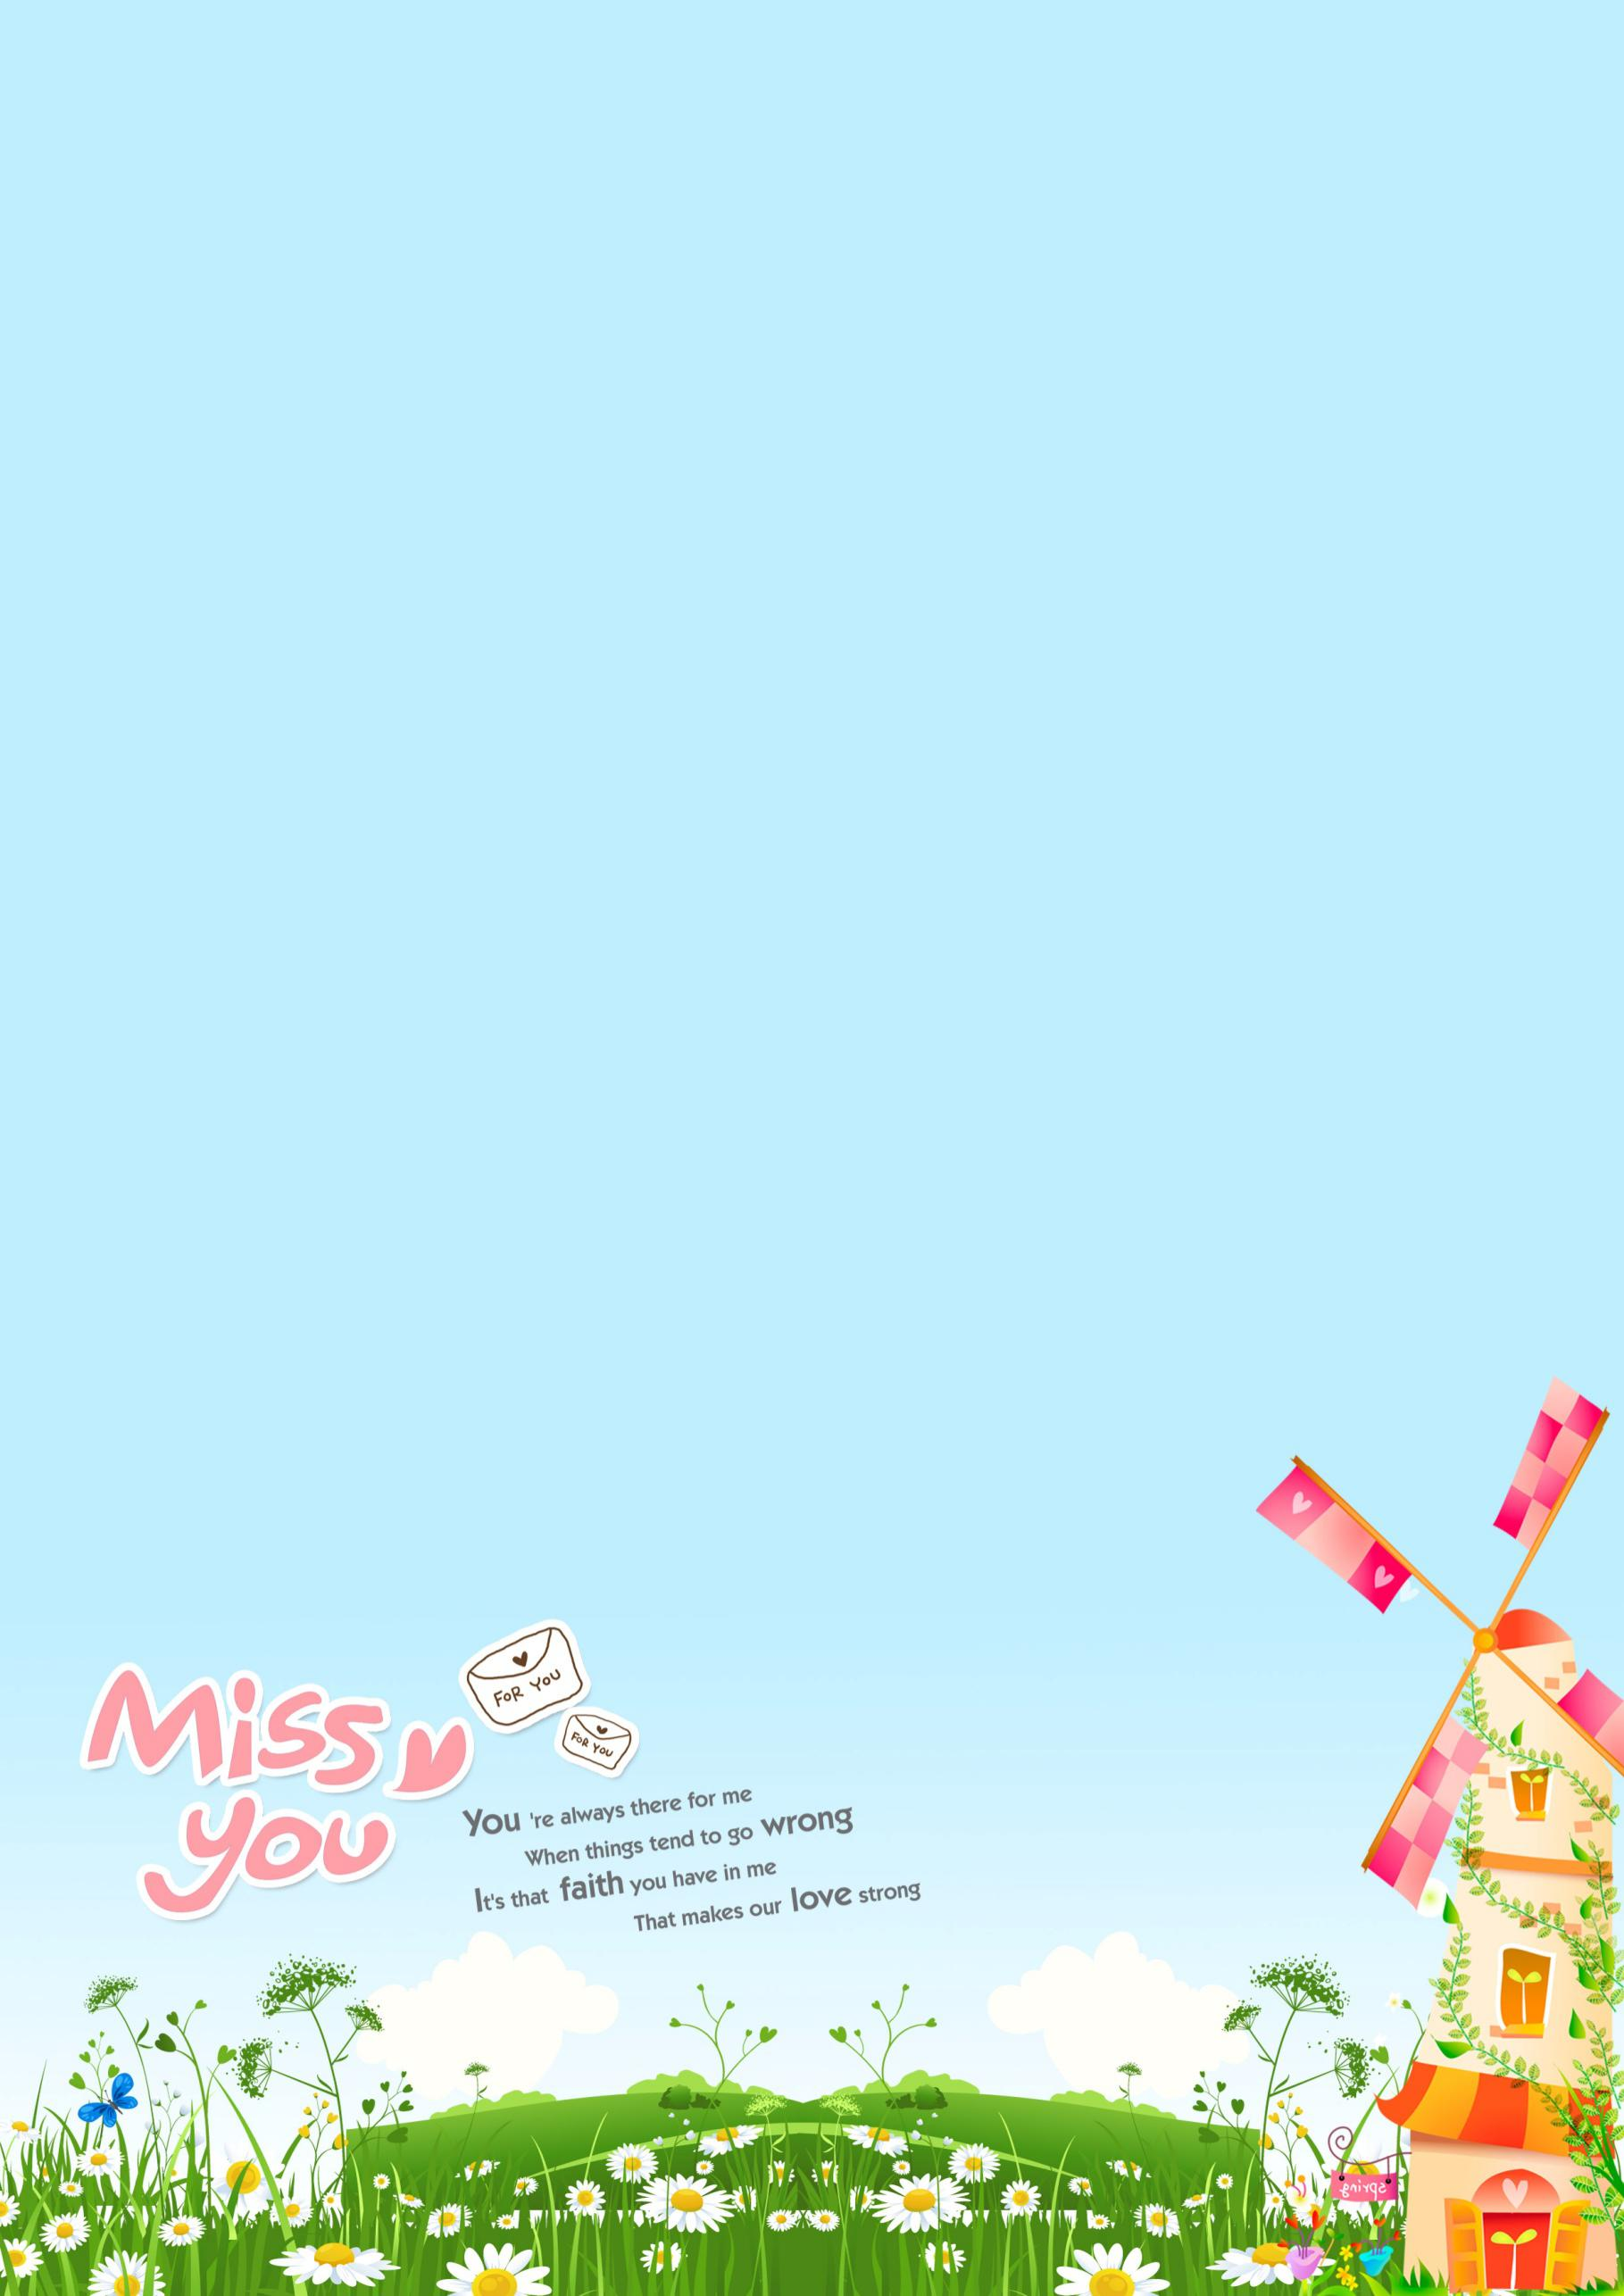 Miss
you
FOR YOU
FOR YOU
You 're always there for me
When things tend to go wrong
It's that faith you have in me
That makes our love strong
spring